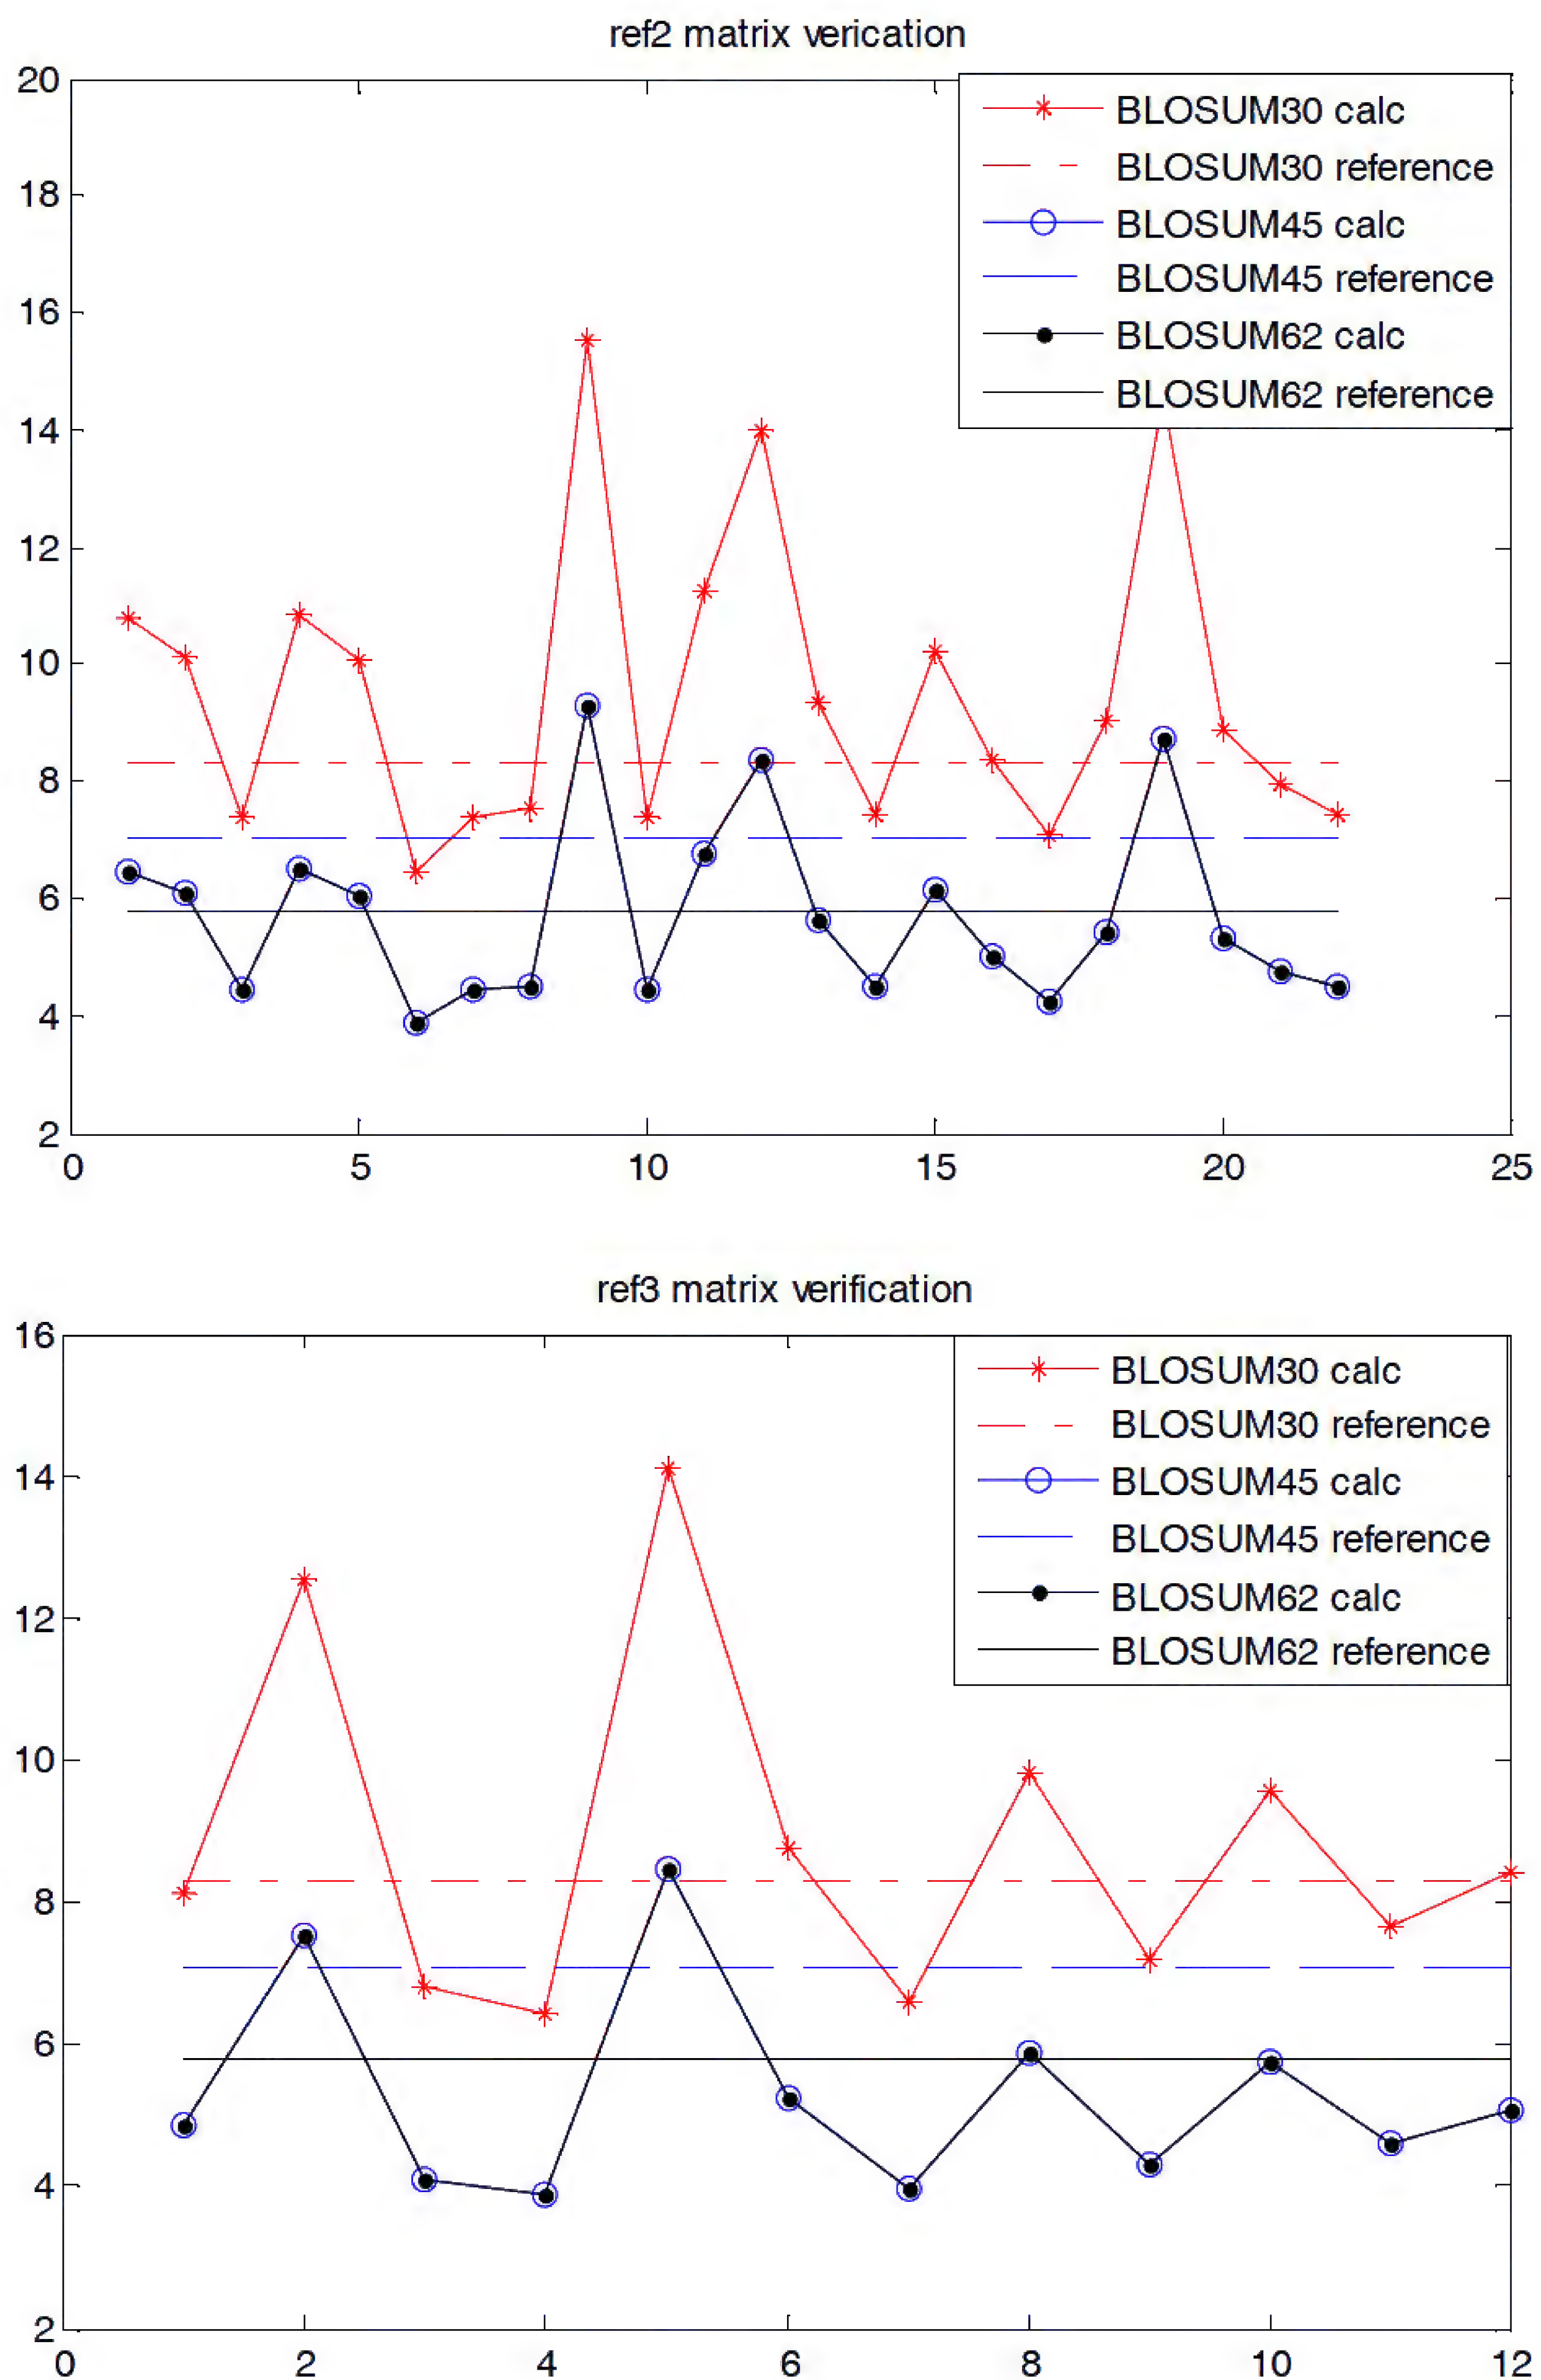 ref2 matrix verication
20
18
16
14
12
10
8
6
4
2
0 5 10 15 20 25
BLOSUM30 calc
BLOSUM30 reference
BLOSUM45 calc
BLOSUM45 reference
BLOSUM62 calc
BLOSUM62 reference
ref3 matrix verification
16
14
12
10
8
6
4
2
0 2 4 6 8 10 12
BLOSUM30 calc
BLOSUM30 reference
BLOSUM45 calc
BLOSUM45 reference
BLOSUM62 calc
BLOSUM62 reference